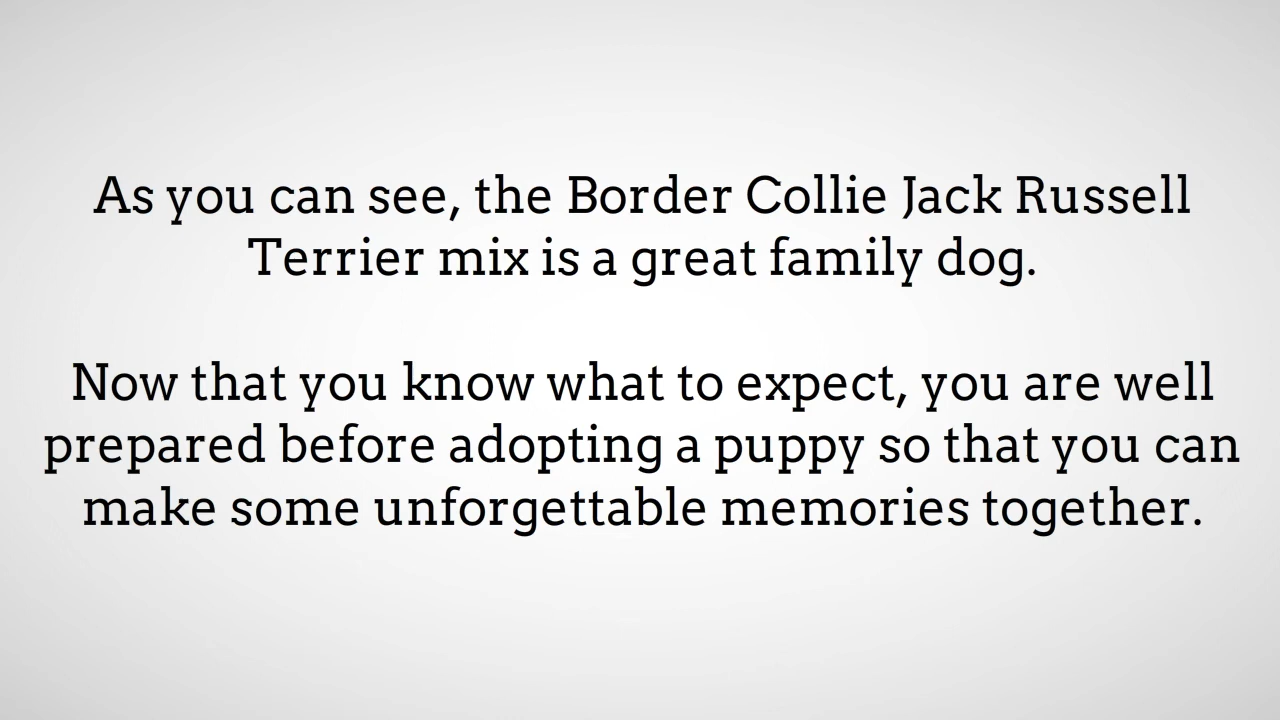 As you can see, the Border Collie Jack Russell
Terrier mix is a great family dog.
Now that you know what to expect, you are well
prepared before adopting a puppy so that you can
make some unforgettable memories together.